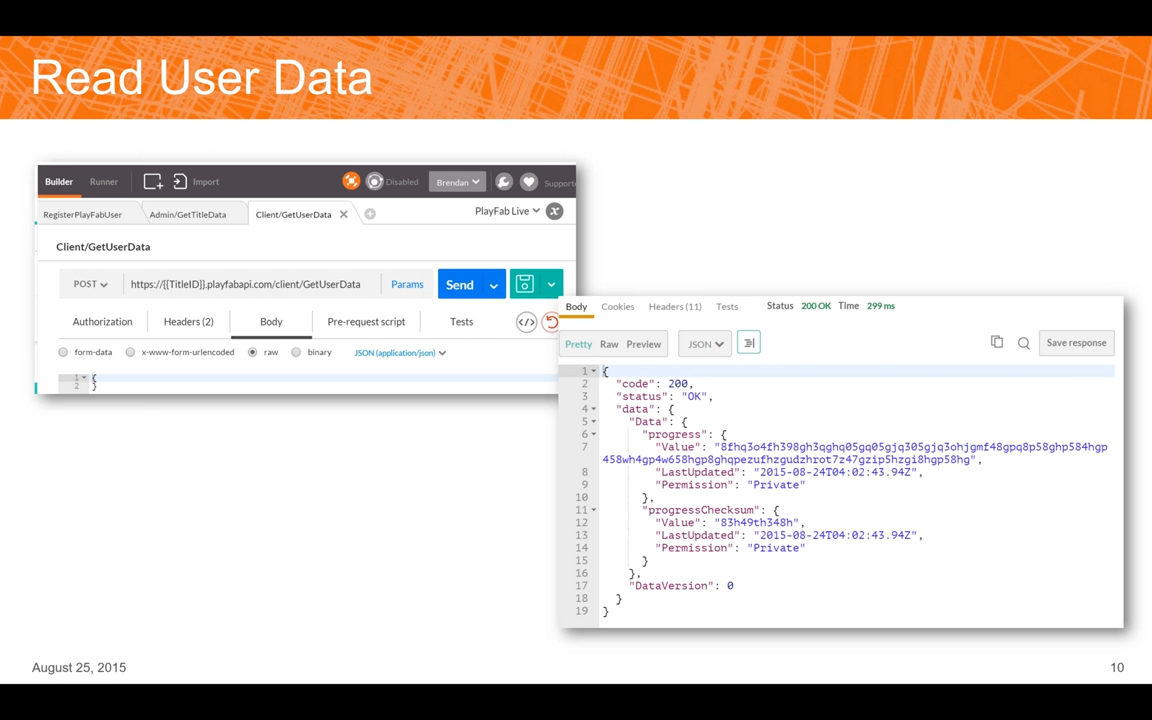 Read User Data
Builder Runner Import Disabled Brendan Support
RegisterPlayFabUser Admin/GetTitleData Client/GetUserData PlayFab Live x
Client/GetUserData
POST https://{{TitleID}}.playfabapi.com/client/GetUserData Params Send
Authorization Headers (2) Body Pre-request script Tests </>
form-data x-www-form-urlencoded raw binary JSON (application/json)
1 {
2 }
Body Cookies Headers (11) Tests Status 200 OK Time 299 ms
Pretty Raw Preview JSON Save response
1 {
2 "code": 200,
3 "status": "OK",
4 "data": {
5 "Data": {
6 "progress": {
7 "Value": "8fhq3o4fh398gh3qghq05gq05gjq305gjq3ohjgmf48gpq8p58ghp584hgp
458wh4gp4w658hgp8ghqpezufhzgudzhrot7z47gzip5hzgi8hgp58hg",
8 "LastUpdated": "2015-08-24T04:02:43.94Z",
9 "Permission": "Private"
10 },
11 "progressChecksum": {
12 "Value": "83h49th348h",
13 "LastUpdated": "2015-08-24T04:02:43.94Z",
14 "Permission": "Private"
15 }
16 },
17 "DataVersion": 0
18 }
19 }
August 25, 2015 10